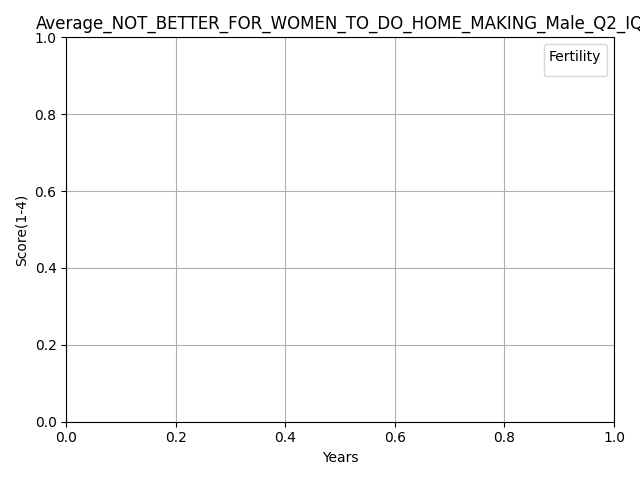 Average_NOT_BETTER_FOR_WOMEN_TO_DO_HOME_MAKING_Male_Q2_IQ
Fertility
1.0
0.8
0.6
0.4
0.2
0.0
Score(1-4)
0.0 0.2 0.4 0.6 0.8 1.0
Years